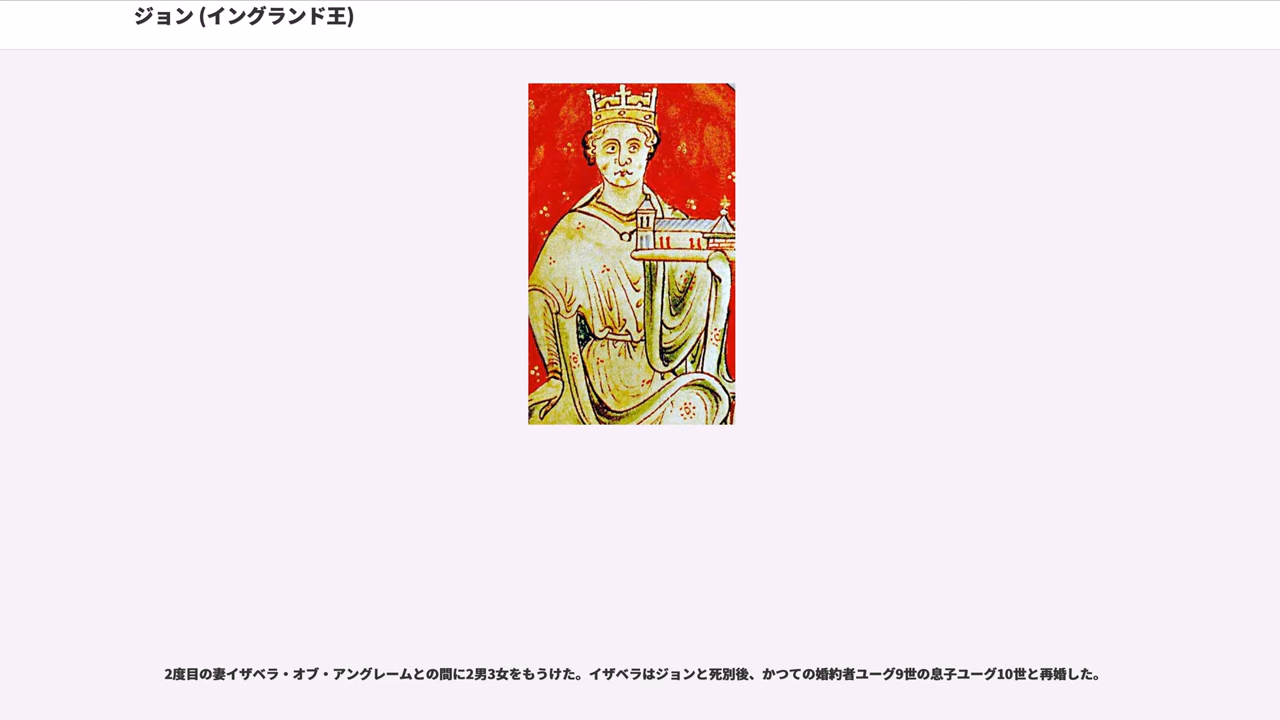 ジョン (イングランド王)
2度目の妻イザベラ・オブ・アングレームとの間に2男3女をもうけた。イザベラはジョンと死別後、かつての婚約者ユーグ9世の息子ユーグ10世と再婚した。